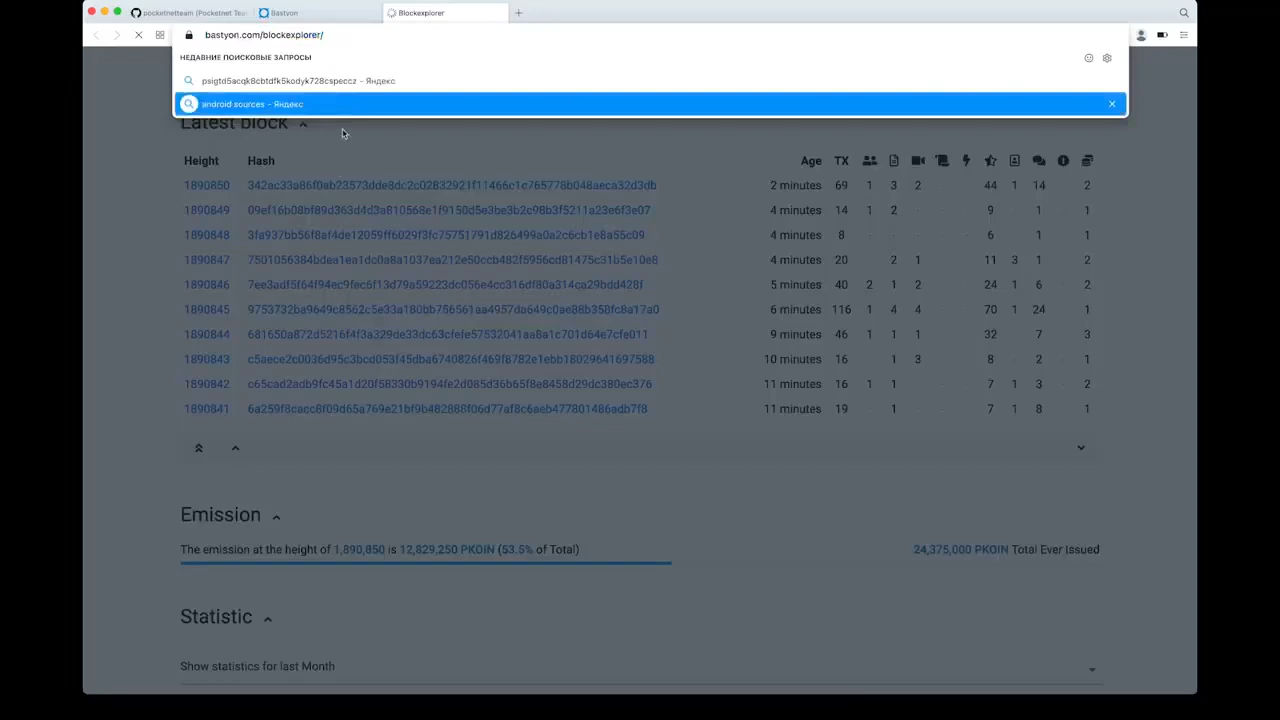 pocketnetteam (Pocketnet Tea
Bastyon
Blockexplorer
bastyon.com/blockexplorer/
НЕДАВНИЕ ПОИСКОВЫЕ ЗАПРОСЫ
psigtd5acqk8cbtdfk5kodyk728cspeccz – Яндекс
android sources – Яндекс
Latest block
Height Hash Age TX
1890850 342ac33a86f0ab23573dde8dc2c02832921f11466c1c765778b048aeca32d3db 2 minutes 69 1 3 2 44 1 14 2
1890849 09ef16b08bf89d363d4d3a810568e1f9150d5e3be3b2c98b3f5211a23e6f3e07 4 minutes 14 1 2 - 9 1 1
1890848 3fa937bb56f8af4de12059ff6029f3fc75751791d826499a0a2c6cb1e8a55c09 4 minutes 8 - - - - 6 1 1
1890847 7501056384bdea1ea1dc0a8a1037ea212e50ccb482f5956cd81475c31b5e10e8 4 minutes 20 2 1 11 3 1 2
1890846 7ee3adf5f64f94ec9fec6f13d79a59223dc056e4cc316df80a314ca29bdd428f 5 minutes 40 2 1 2 24 1 6 2
1890845 9753732ba9649c8562c5e33a180bb756561aa4957da649c0ae88b358fc8a17a0 6 minutes 116 1 4 4 70 1 24 1
1890844 681650a872d5216f4f3a329de33dc63cfefe57532041aa8a1c701d64e7cfe011 9 minutes 46 1 1 1 32 7 3
1890843 c5aece2c0036d95c3bcd053f45dba6740826f469f8782e1ebb18029641697588 10 minutes 16 1 3 8 2 1
1890842 c65cad2adb9fc45a1d20f58330b9194fe2d085d36b65f8e8458d29dc380ec376 11 minutes 16 1 1 7 1 3 2
1890841 6a259f8cacc8f09d65a769e21bf9b482888f06d77af8c6aeb477801486adb7f8 11 minutes 19 1 7 1 8 1
Emission
The emission at the height of 1,890,850 is 12,829,250 PKOIN (53.5% of Total) 24,375,000 PKOIN Total Ever Issued
Statistic
Show statistics for last Month